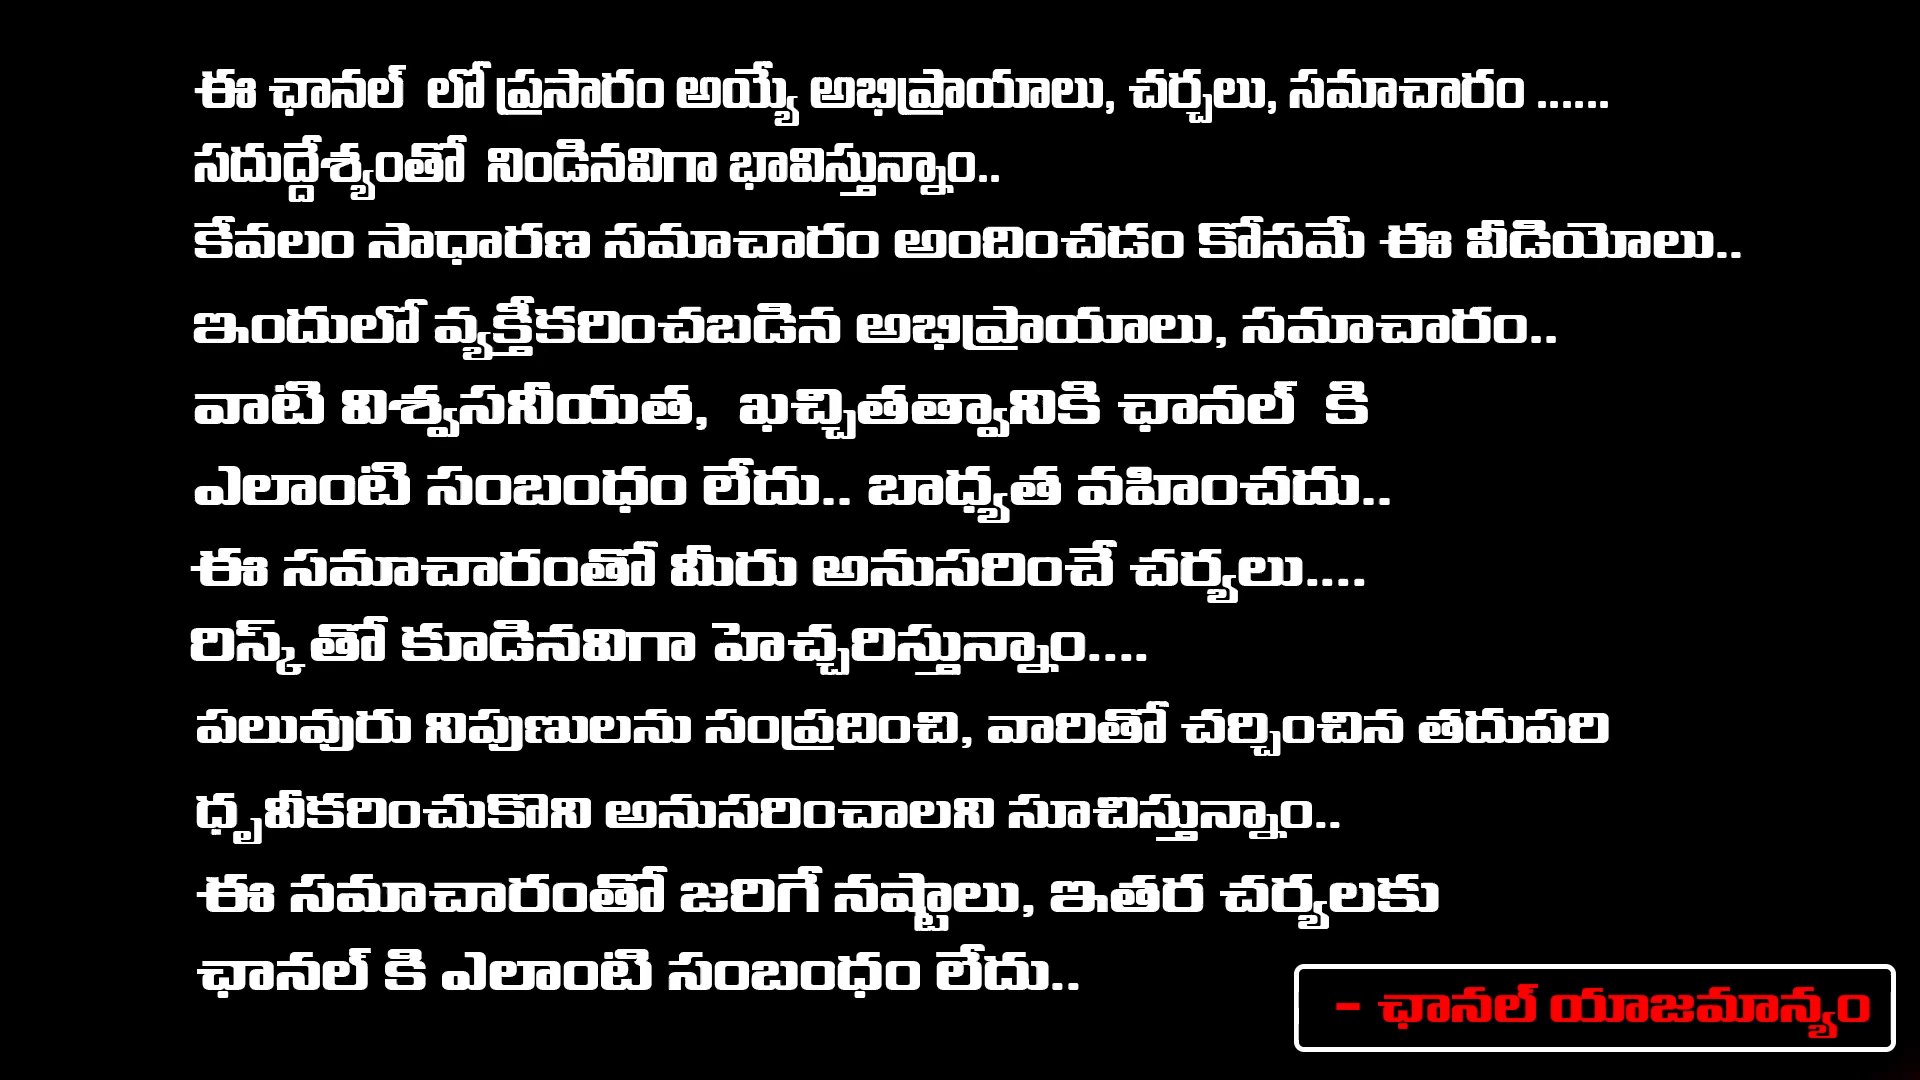 ఈ ఛానల్ లో ప్రసారం అయ్యే అభిప్రాయాలు, చర్చలు, సమాచారం ......
సదుద్దేశ్యంతో నిండినవిగా భావిస్తున్నాం..
కేవలం సాధారణ సమాచారం అందించడం కోసమే ఈ వీడియోలు..
ఇందులో వ్యక్తీకరించబడిన అభిప్రాయాలు, సమాచారం..
వాటి విశ్వసనీయత, ఖచ్చితత్వానికి ఛానల్ కి
ఎలాంటి సంబంధం లేదు.. బాధ్యత వహించదు..
ఈ సమాచారంతో మీరు అనుసరించే చర్యలు....
రిస్క్ తో కూడినవిగా హెచ్చరిస్తున్నాం....
పలువురు నిపుణులను సంప్రదించి, వారితో చర్చించిన తదుపరి
ధృవీకరించుకొని అనుసరించాలని సూచిస్తున్నాం..
ఈ సమాచారంతో జరిగే నష్టాలు, ఇతర చర్యలకు
ఛానల్ కి ఎలాంటి సంబంధం లేదు..
- ఛానల్ యాజమాన్యం